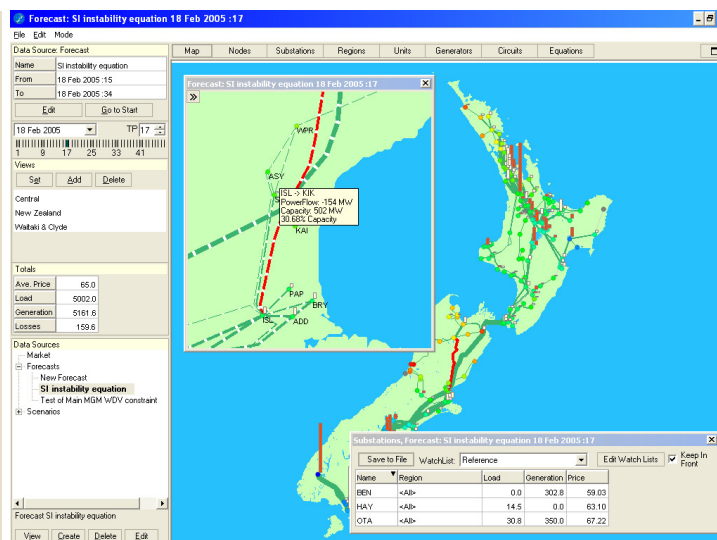 Forecast: SI instability equation 18 Feb 2005 :17
File Edit Mode
Data Source: Forecast
Name SI instability equation
From 18 Feb 2005 :15
To 18 Feb 2005 :34
Edit Go to Start
18 Feb 2005 TP 17
1 9 17 25 33 41
Views
Set Add Delete
Central
New Zealand
Waitaki & Clyde
Totals
Ave. Price 65.0
Load 5002.0
Generation 5161.6
Losses 159.6
Data Sources
Market
Forecasts
New Forecast
SI instability equation
Test of Main MGM WDV constraint
Scenarios
Forecast SI instability equation
View Create Delete Edit
Map Nodes Substations Regions Units Generators Circuits Equations
Forecast: SI instability equation 18 Feb 2005 :17
WPR
ASY
ISL -> KIK
PowerFlow: -154 MW
Capacity: 502 MW
30.68% Capacity
KAI
PAP
BRY
ISL ADD
Substations, Forecast: SI instability equation 18 Feb 2005 :17
Save to File WatchList: Reference Edit Watch Lists Keep In Front
Name Region Load Generation Price
BEN <All> 0.0 302.8 59.03
HAY <All> 14.5 0.0 63.10
OTA <All> 30.8 350.0 67.22